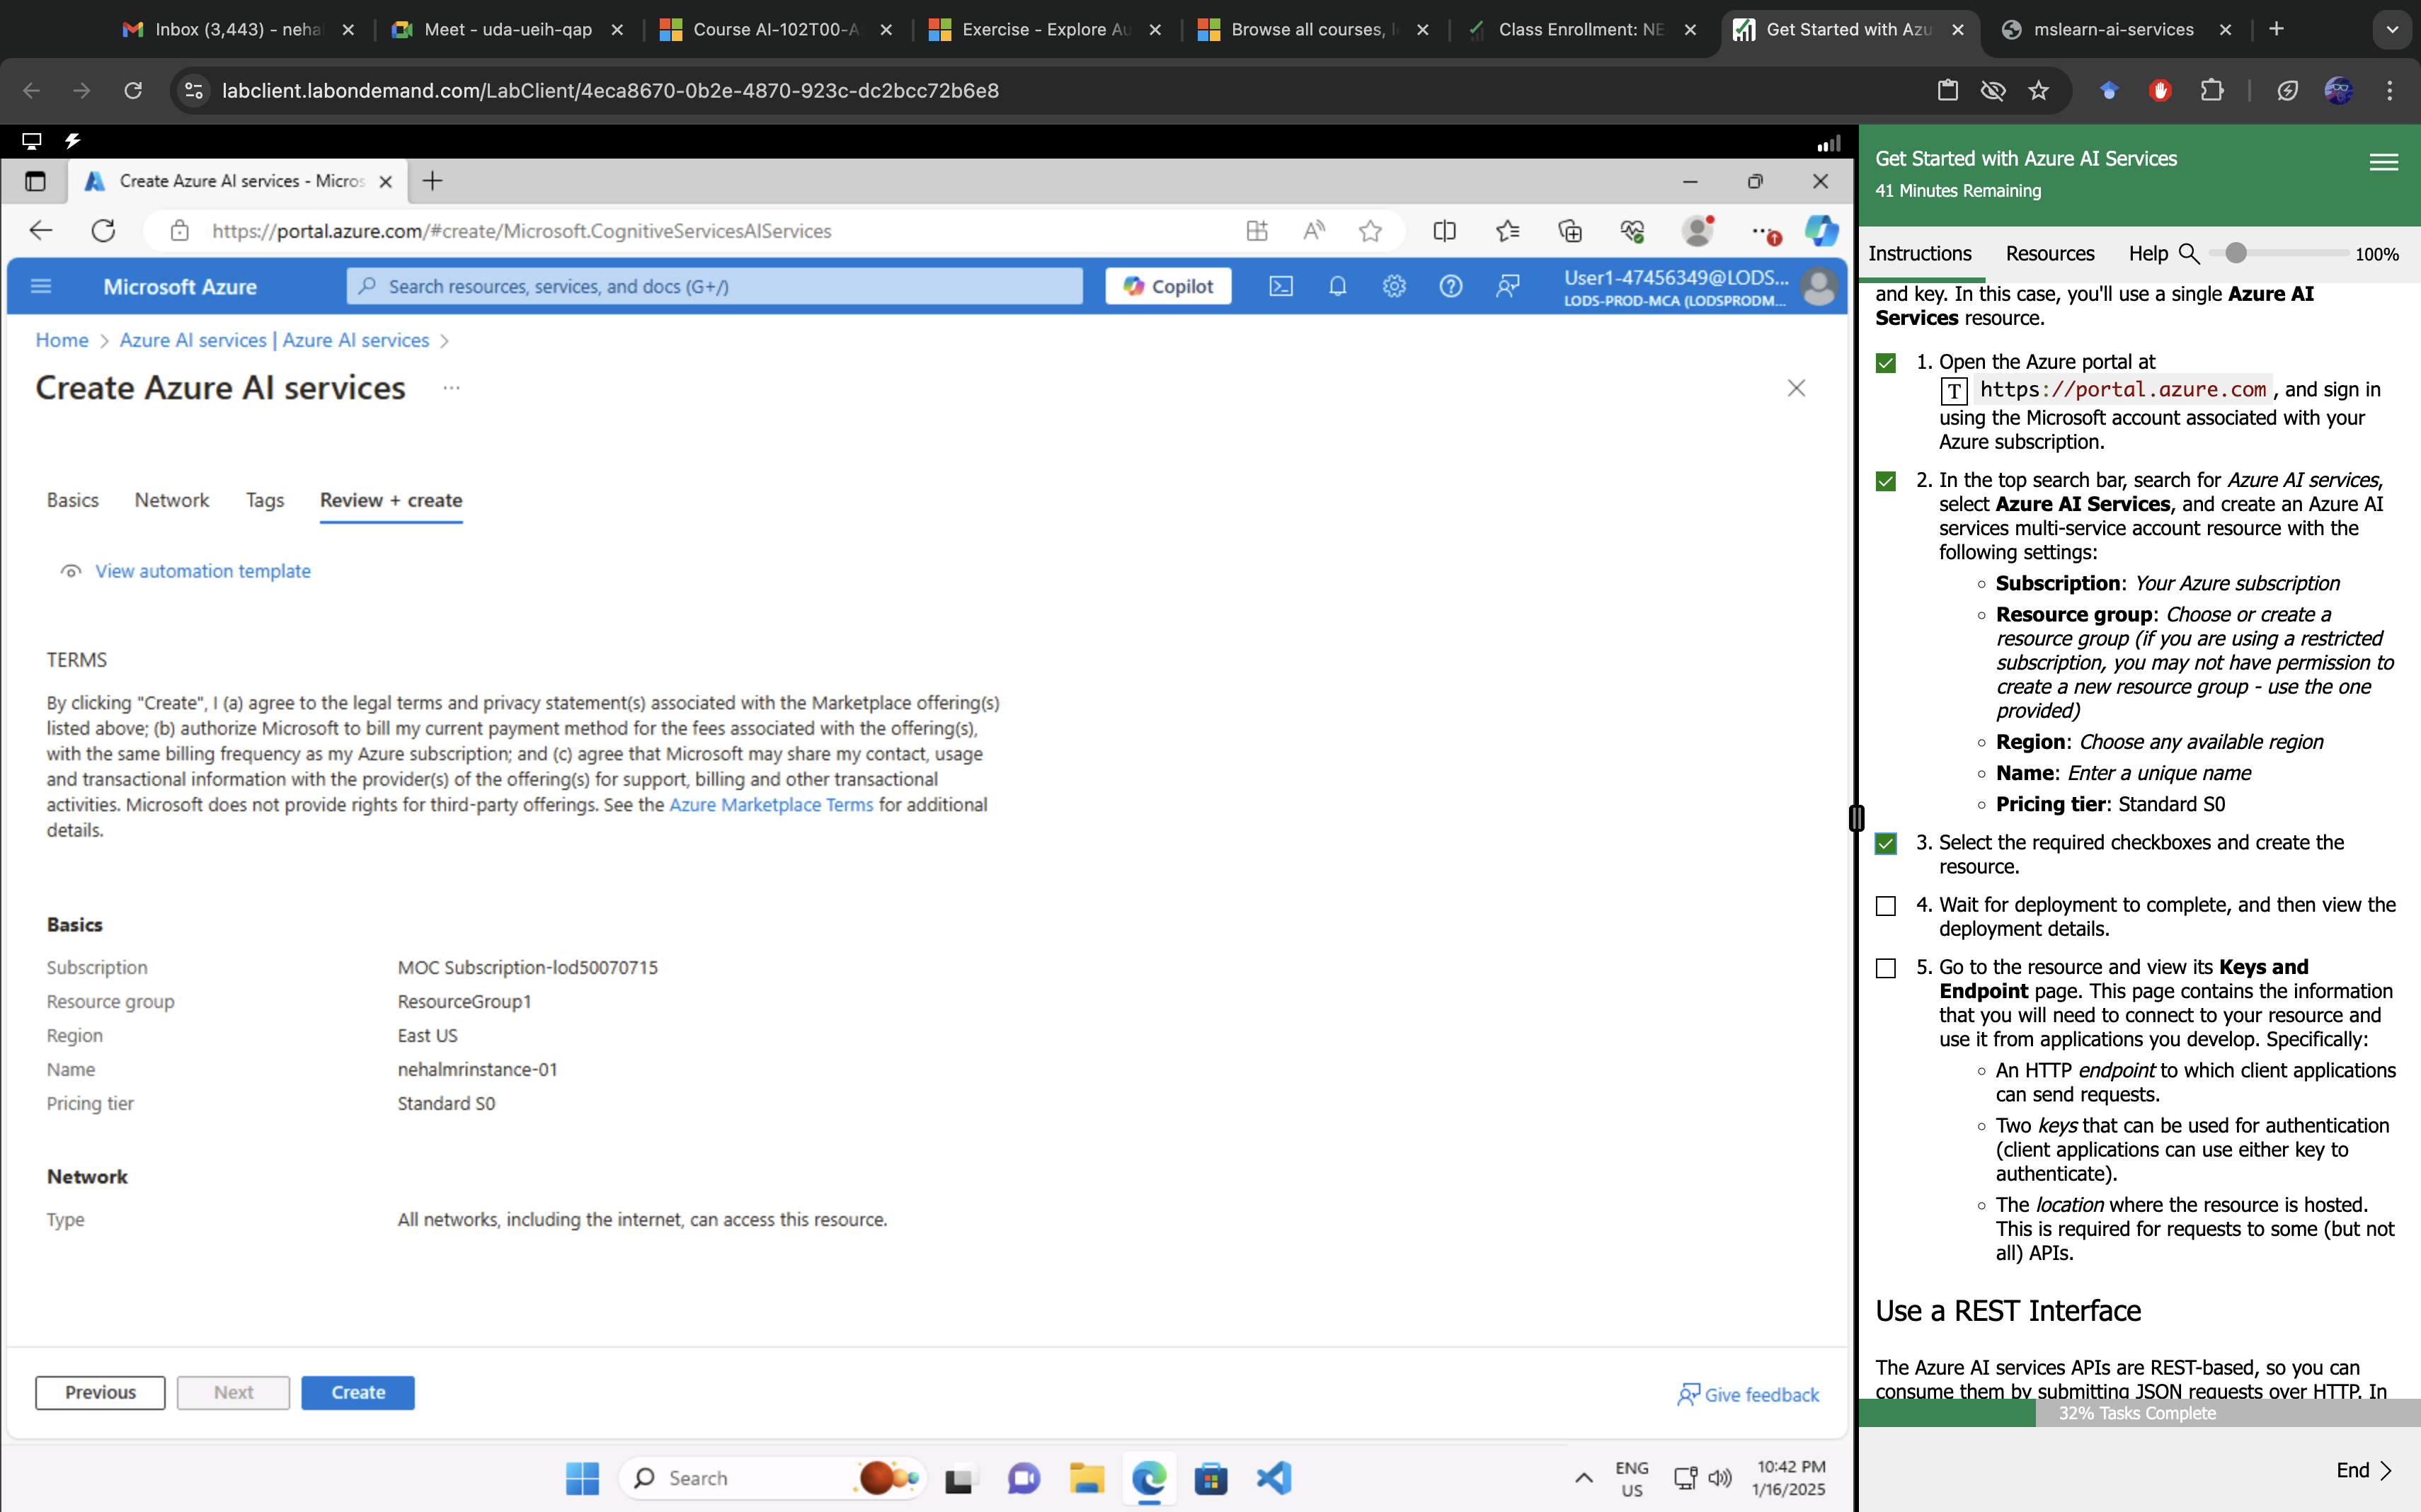 Inbox (3,443) - neha
Meet - uda-ueih-qap
Course AI-102T00-A
Exercise - Explore Au
Browse all courses, l
Class Enrollment: NE
Get Started with Azu
mslearn-ai-services
labclient.labondemand.com/LabClient/4eca8670-0b2e-4870-923c-dc2bcc72b6e8
Create Azure AI services - Micros
https://portal.azure.com/#create/Microsoft.CognitiveServicesAIServices
Microsoft Azure
Search resources, services, and docs (G+/)
Copilot
User1-47456349@LODS...
LODS-PROD-MCA (LODSPRODM...
Home > Azure AI services | Azure AI services >
Create Azure AI services ...
Basics
Network
Tags
Review + create
View automation template
TERMS
By clicking "Create", I (a) agree to the legal terms and privacy statement(s) associated with the Marketplace offering(s)
listed above; (b) authorize Microsoft to bill my current payment method for the fees associated with the offering(s),
with the same billing frequency as my Azure subscription; and (c) agree that Microsoft may share my contact, usage
and transactional information with the provider(s) of the offering(s) for support, billing and other transactional
activities. Microsoft does not provide rights for third-party offerings. See the Azure Marketplace Terms for additional
details.
Basics
Subscription MOC Subscription-lod50070715
Resource group ResourceGroup1
Region East US
Name nehalmrinstance-01
Pricing tier Standard S0
Network
Type All networks, including the internet, can access this resource.
Previous
Next
Create
Give feedback
Search
ENG
US
10:42 PM
1/16/2025
Get Started with Azure AI Services
41 Minutes Remaining
Instructions
Resources
Help
100%
and key. In this case, you'll use a single Azure AI
Services resource.
1. Open the Azure portal at
T https://portal.azure.com, and sign in
using the Microsoft account associated with your
Azure subscription.
2. In the top search bar, search for Azure AI services,
select Azure AI Services, and create an Azure AI
services multi-service account resource with the
following settings:
Subscription: Your Azure subscription
Resource group: Choose or create a
resource group (if you are using a restricted
subscription, you may not have permission to
create a new resource group - use the one
provided)
Region: Choose any available region
Name: Enter a unique name
Pricing tier: Standard S0
3. Select the required checkboxes and create the
resource.
4. Wait for deployment to complete, and then view the
deployment details.
5. Go to the resource and view its Keys and
Endpoint page. This page contains the information
that you will need to connect to your resource and
use it from applications you develop. Specifically:
An HTTP endpoint to which client applications
can send requests.
Two keys that can be used for authentication
(client applications can use either key to
authenticate).
The location where the resource is hosted.
This is required for requests to some (but not
all) APIs.
Use a REST Interface
The Azure AI services APIs are REST-based, so you can
consume them by submitting JSON requests over HTTP. In
32% Tasks Complete
End >